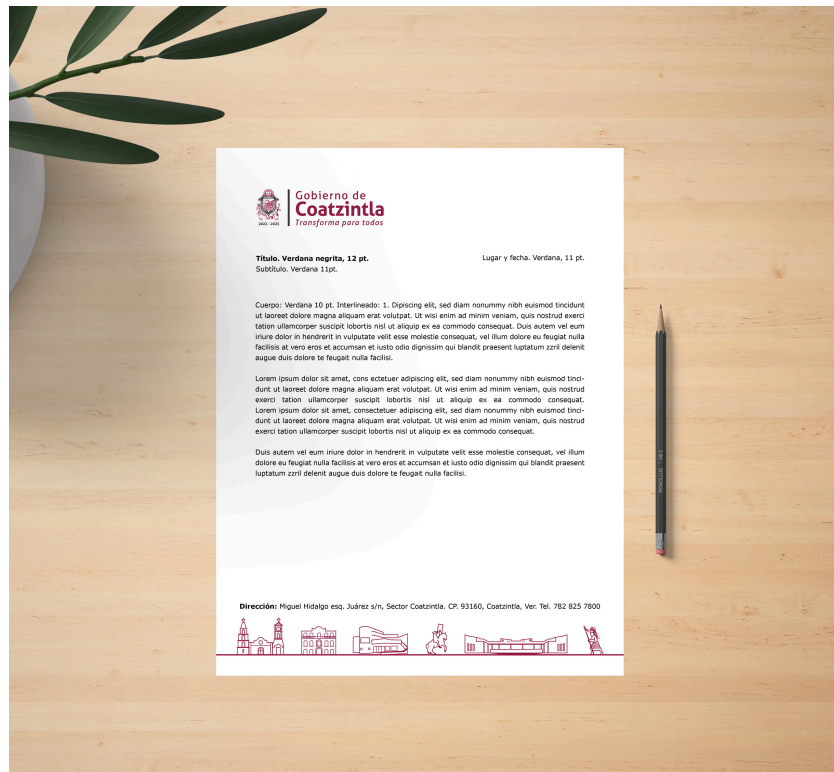 Gobierno de
Coatzintla
Transforma para todos
2022 - 2025
Título. Verdana negrita, 12 pt.
Lugar y fecha. Verdana, 11 pt.
Subtítulo. Verdana 11pt.
Cuerpo: Verdana 10 pt. Interlineado: 1. Dipiscing elit, sed diam nonummy nibh euismod tincidunt
ut laoreet dolore magna aliquam erat volutpat. Ut wisi enim ad minim veniam, quis nostrud exerci
tation ullamcorper suscipit lobortis nisl ut aliquip ex ea commodo consequat. Duis autem vel eum
iriure dolor in hendrerit in vulputate velit esse molestie consequat, vel illum dolore eu feugiat nulla
facilisis at vero eros et accumsan et iusto odio dignissim qui blandit praesent luptatum zzril delenit
augue duis dolore te feugait nulla facilisi.
Lorem ipsum dolor sit amet, cons ectetuer adipiscing elit, sed diam nonummy nibh euismod tinci-
dunt ut laoreet dolore magna aliquam erat volutpat. Ut wisi enim ad minim veniam, quis nostrud
exerci tation ullamcorper suscipit lobortis nisl ut aliquip ex ea commodo consequat.
Lorem ipsum dolor sit amet, consectetuer adipiscing elit, sed diam nonummy nibh euismod tinci-
dunt ut laoreet dolore magna aliquam erat volutpat. Ut wisi enim ad minim veniam, quis nostrud
exerci tation ullamcorper suscipit lobortis nisl ut aliquip ex ea commodo consequat.
Duis autem vel eum iriure dolor in hendrerit in vulputate velit esse molestie consequat, vel illum
dolore eu feugiat nulla facilisis at vero eros et accumsan et iusto odio dignissim qui blandit praesent
luptatum zzril delenit augue duis dolore te feugait nulla facilisi.
Dirección: Miguel Hidalgo esq. Juárez s/n, Sector Coatzintla. CP. 93160, Coatzintla, Ver. Tel. 782 825 7800